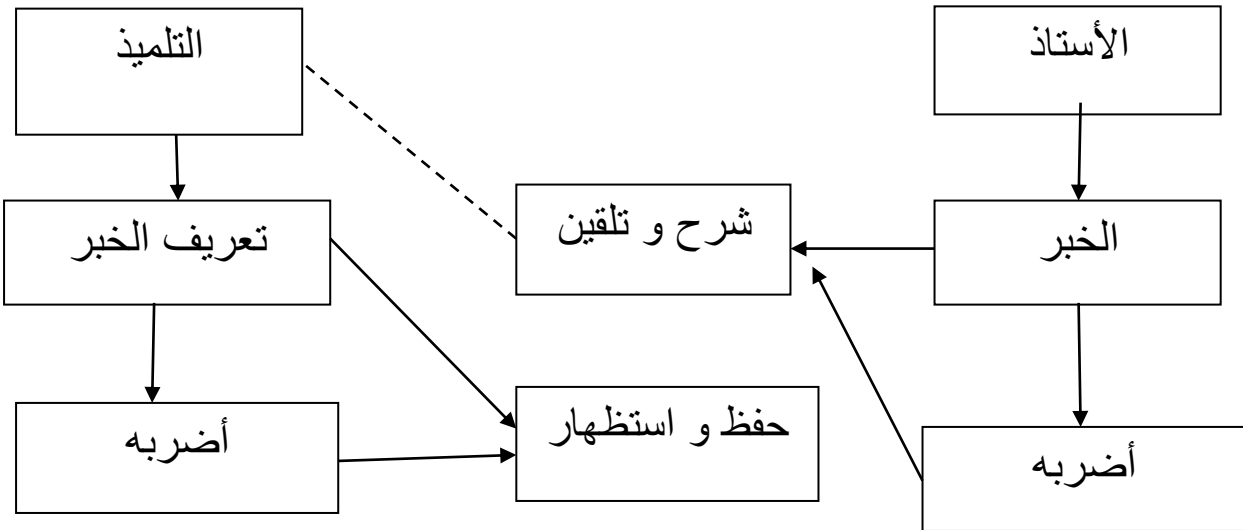 الأستاذ
التلميذ
شرح و تلقين
الخبر
تعريف الخبر
حفظ و استظهار
أضربه
أضربه